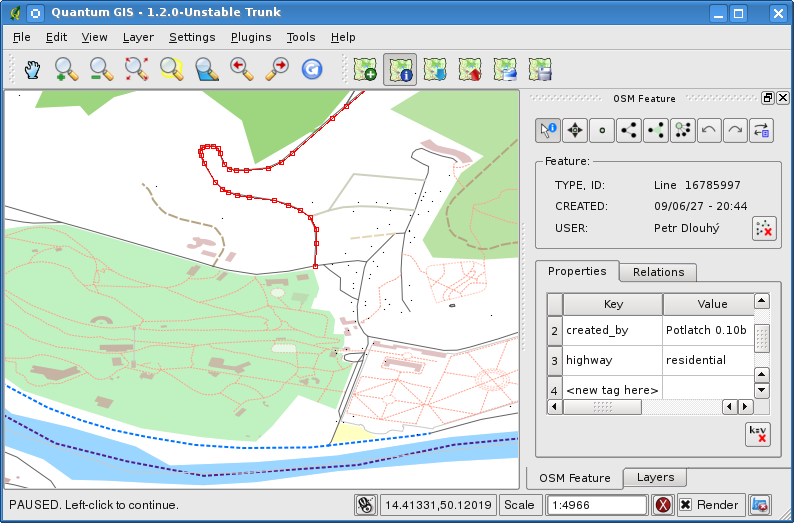 Quantum GIS - 1.2.0-Unstable Trunk
File Edit View Layer Settings Plugins Tools Help
OSM Feature
Feature:
TYPE, ID: Line 16785997
CREATED: 09/06/27 - 20:44
USER: Petr Dlouhý
Properties Relations
Key Value
2 created_by Potlatch 0.10b
3 highway residential
4 <new tag here>
k=v
OSM Feature Layers
PAUSED. Left-click to continue. 14.41331,50.12019 Scale 1:4966 Render